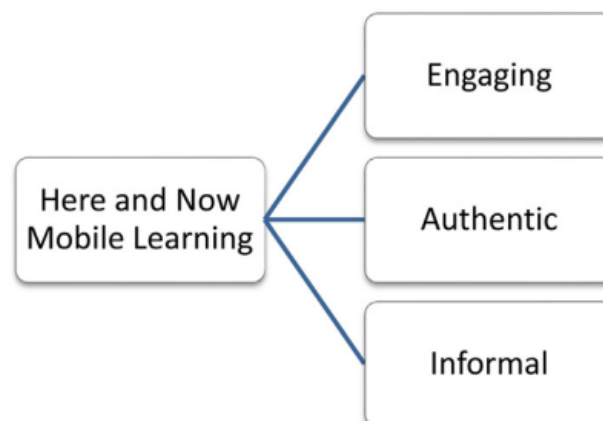 Here and Now
Mobile Learning
Engaging
Authentic
Informal